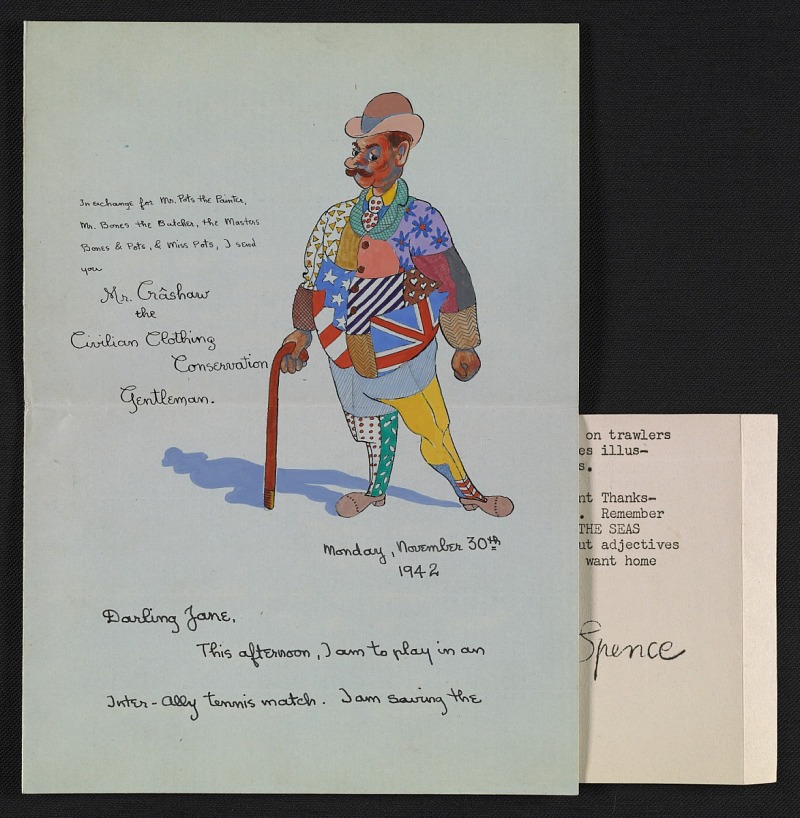 In exchange for Mr. Pots the Painter,
Mr. Bones the Butcher, the Masters
Bones & Pots, & Miss Pots, I send
you
Mr. Crâshaw
the
Civilian Clothing
Conservation
Gentleman.
Monday, November 30th
1942
Darling Jane,
This afternoon, I am to play in an
Inter-Ally tennis match. I am saving the
on trawlers
es illus-
s.
nt Thanks-
. Remember
THE SEAS
ut adjectives
want home
Spence